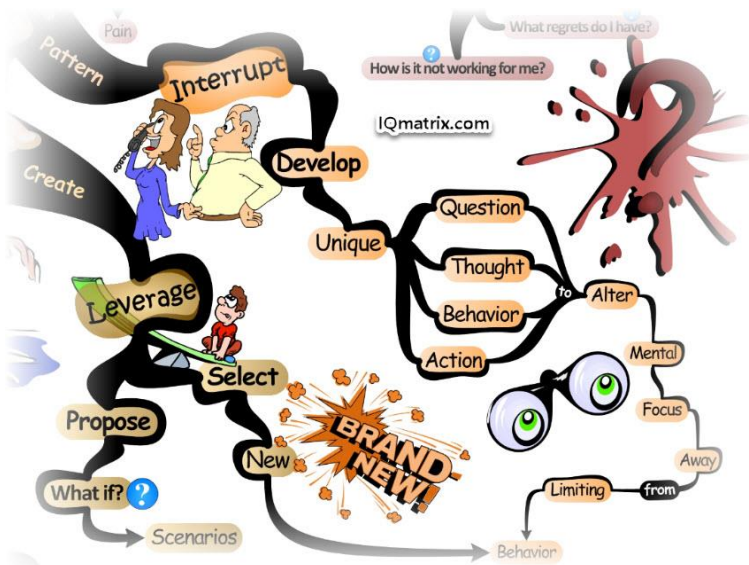 Pain
What regrets do I have?
Pattern
Interrupt
How is it not working for me?
IQmatrix.com
Develop
Create
Unique
Question
Thought
Behavior
Action
to
Alter
Mental
Focus
Away
from
Limiting
Behavior
Leverage
Select
New
BRAND
NEW!
Propose
What if?
?
Scenarios